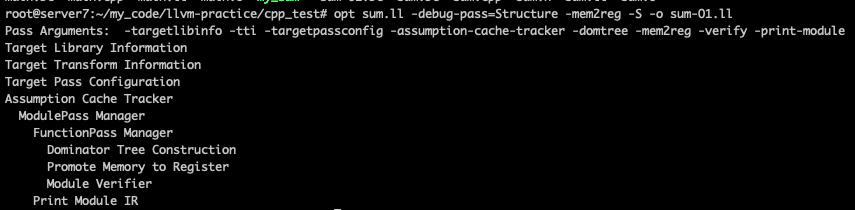 root@server7:~/my_code/llvm-practice/cpp_test# opt sum.ll -debug-pass=Structure -mem2reg -S -o sum-O1.ll
Pass Arguments:  -targetlibinfo -tti -targetpassconfig -assumption-cache-tracker -domtree -mem2reg -verify -print-module
Target Library Information
Target Transform Information
Target Pass Configuration
Assumption Cache Tracker
  ModulePass Manager
    FunctionPass Manager
      Dominator Tree Construction
      Promote Memory to Register
      Module Verifier
    Print Module IR